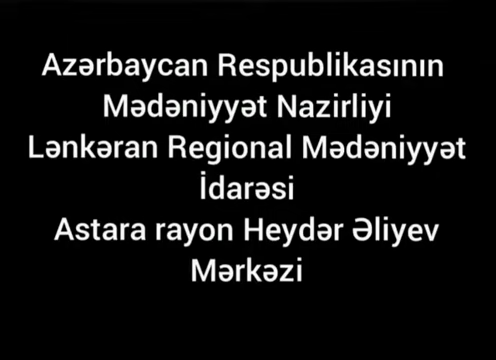 Azərbaycan Respublikasının
Mədəniyyət Nazirliyi
Lənkəran Regional Mədəniyyət
İdarəsi
Astara rayon Heydər Əliyev
Mərkəzi